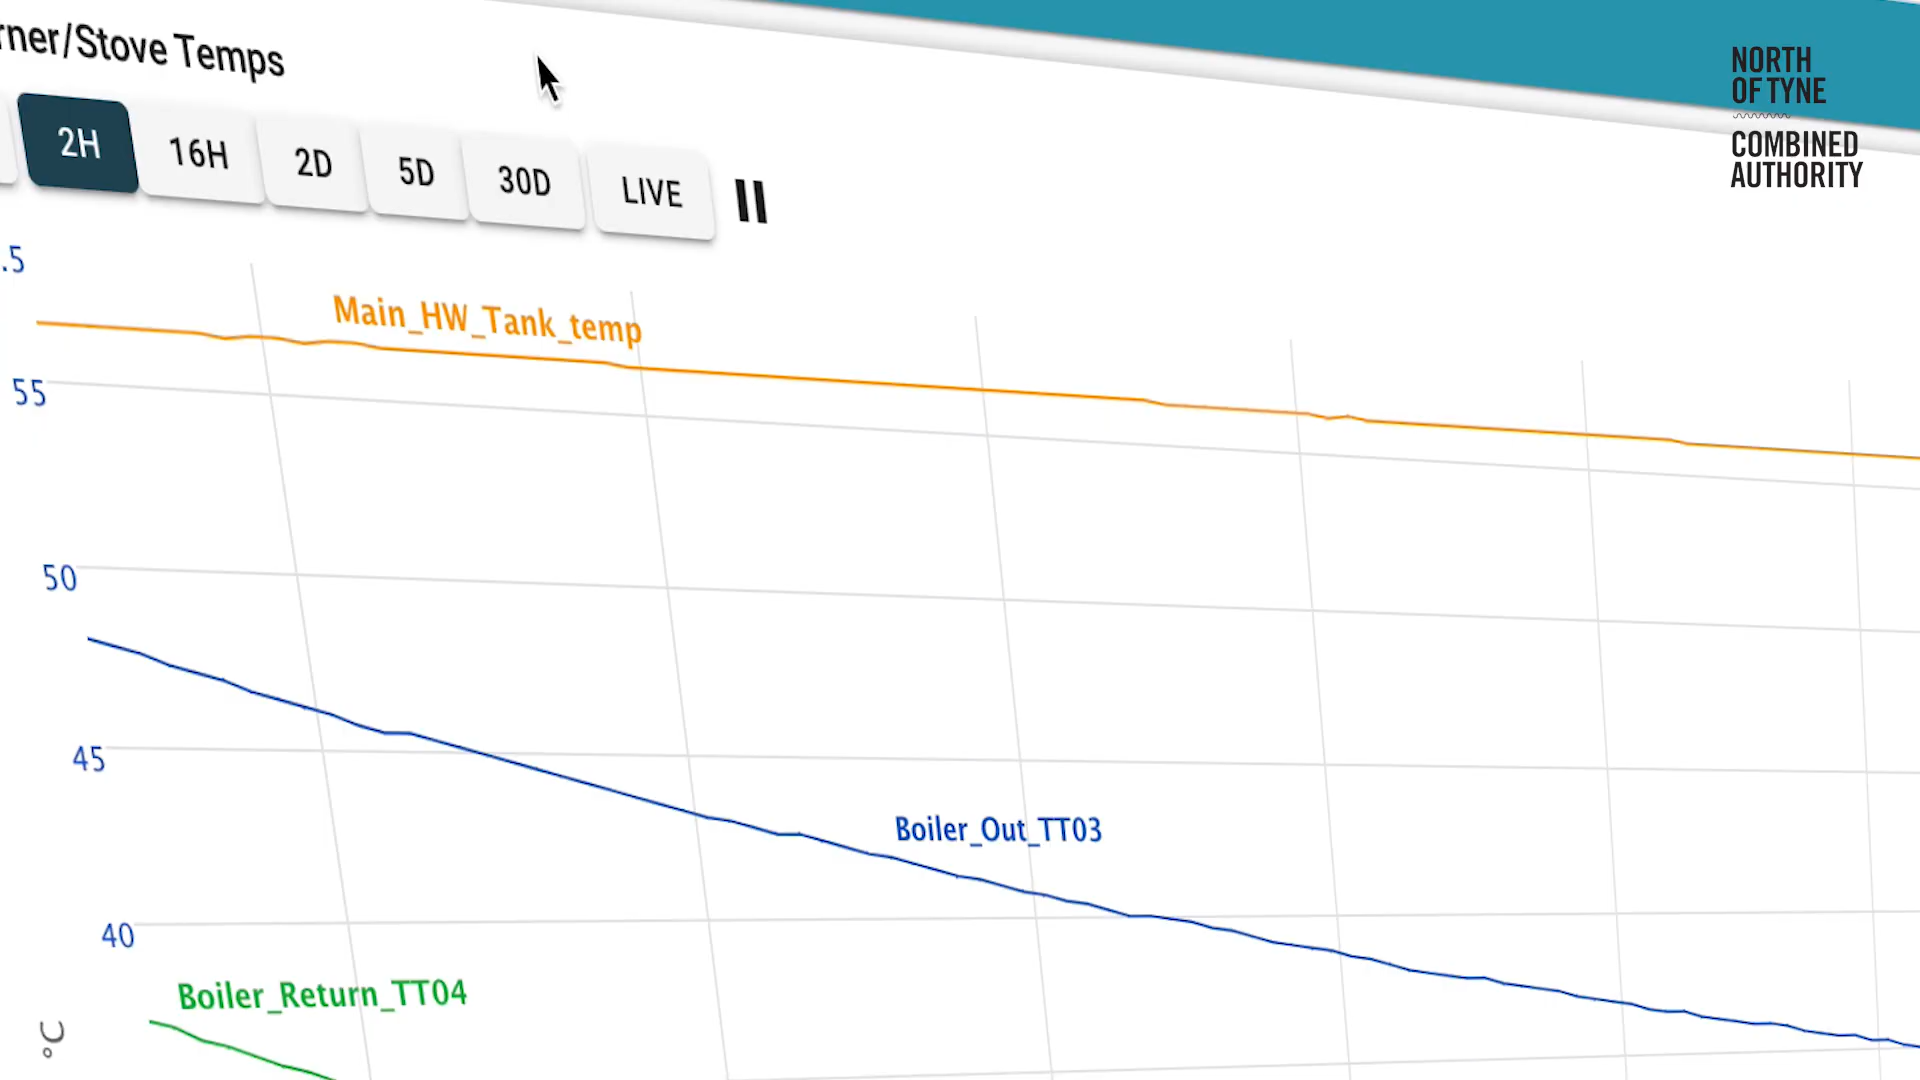 rner/Stove Temps
2H 16H 2D 5D 30D LIVE
NORTH
OF TYNE
COMBINED
AUTHORITY
.5
Main_HW_Tank_temp
55
50
45
Boiler_Out_TT03
40
Boiler_Return_TT04
°C